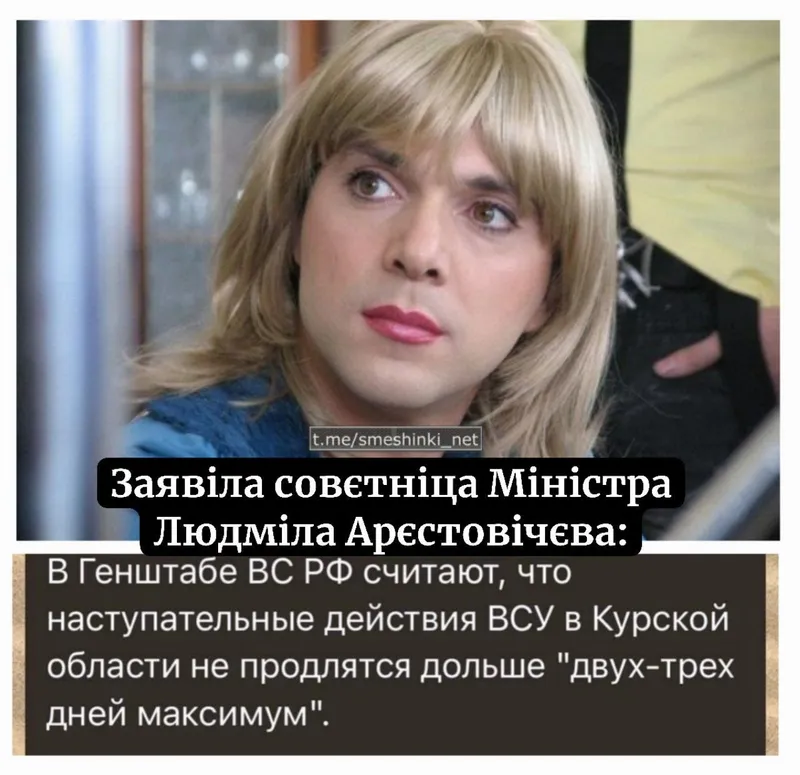 t.me/smeshinki_net
Заявіла совєтніца Міністра
Людміла Арєстовічєва:
В Генштабе ВС РФ считают, что
наступательные действия ВСУ в Курской
области не продлятся дольше "двух-трех
дней максимум".